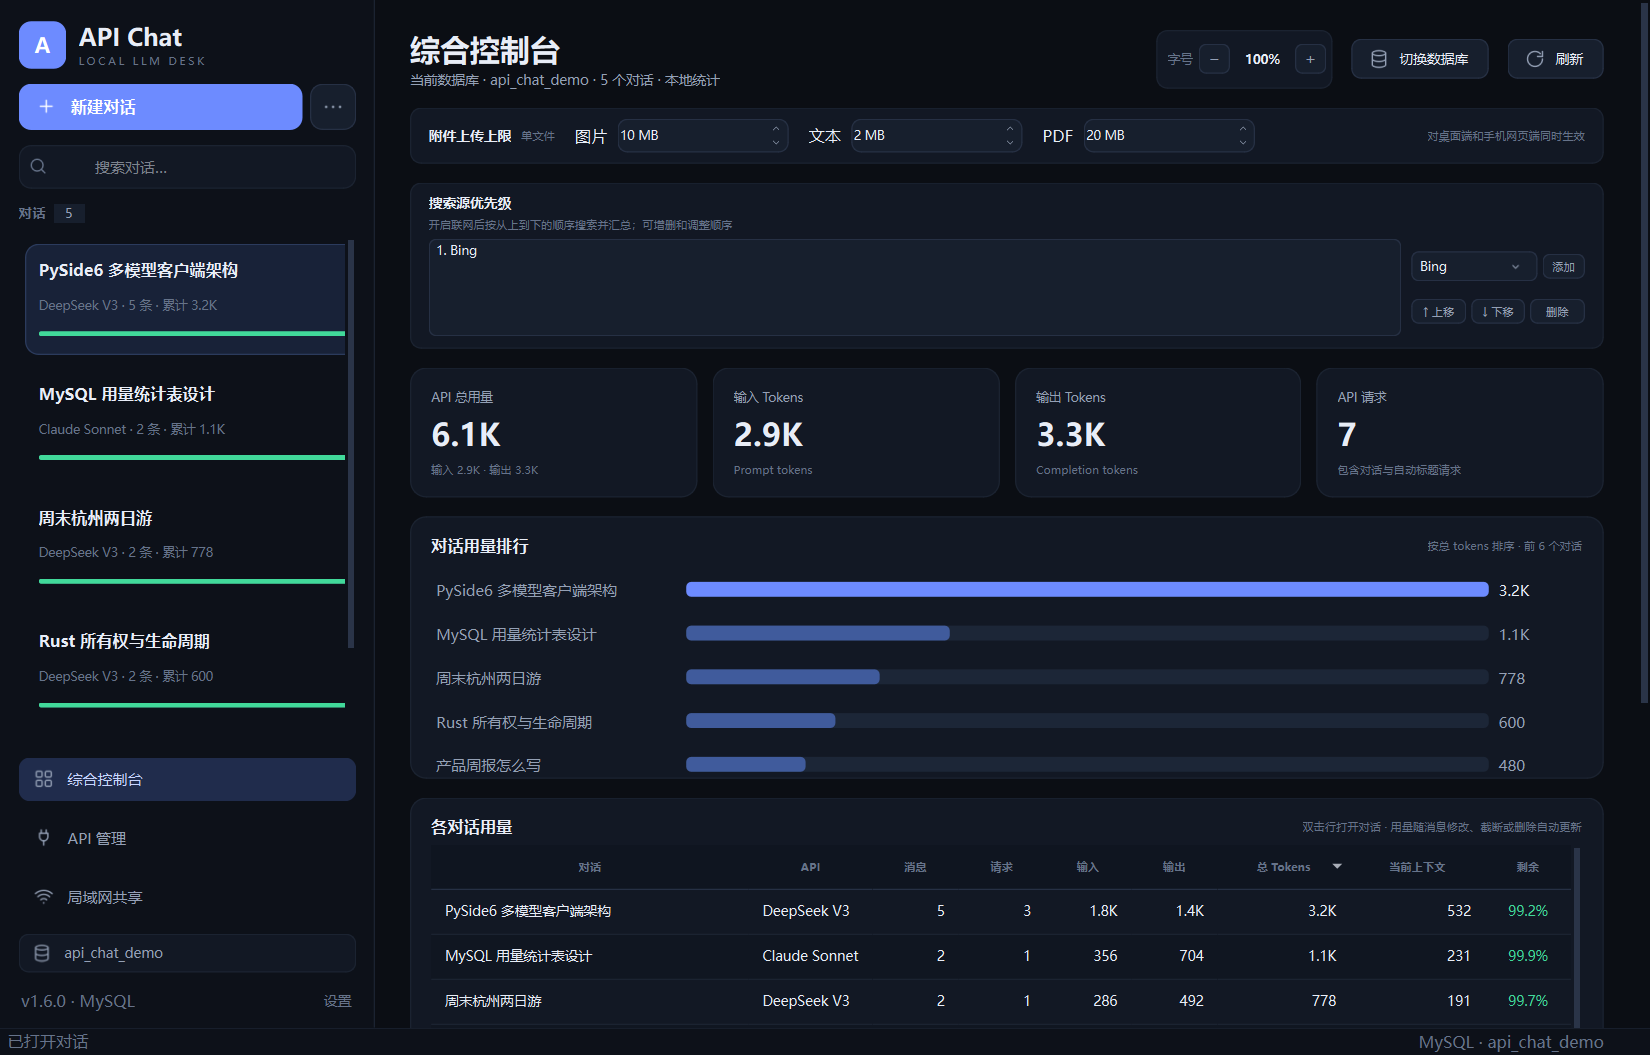 A
API Chat
LOCAL LLM DESK
+ 新建对话
···
搜索对话...
对话 5
PySide6 多模型客户端架构
DeepSeek V3 · 5 条 · 累计 3.2K
MySQL 用量统计表设计
Claude Sonnet · 2 条 · 累计 1.1K
周末杭州两日游
DeepSeek V3 · 2 条 · 累计 778
Rust 所有权与生命周期
DeepSeek V3 · 2 条 · 累计 600
综合控制台
API 管理
局域网共享
api_chat_demo
v1.6.0 · MySQL 设置
综合控制台
当前数据库 · api_chat_demo · 5 个对话 · 本地统计
字号 − 100% +
切换数据库
刷新
附件上传上限 单文件 图片 10 MB 文本 2 MB PDF 20 MB 对桌面端和手机网页端同时生效
搜索源优先级
开启联网后按从上到下的顺序搜索并汇总；可增删和调整顺序
1. Bing
Bing 添加
↑ 上移 ↓ 下移 删除
API 总用量
6.1K
输入 2.9K · 输出 3.3K
输入 Tokens
2.9K
Prompt tokens
输出 Tokens
3.3K
Completion tokens
API 请求
7
包含对话与自动标题请求
对话用量排行 按总 tokens 排序 · 前 6 个对话
PySide6 多模型客户端架构 3.2K
MySQL 用量统计表设计 1.1K
周末杭州两日游 778
Rust 所有权与生命周期 600
产品周报怎么写 480
各对话用量 双击行打开对话 · 用量随消息修改、截断或删除自动更新
对话 API 消息 请求 输入 输出 总 Tokens 当前上下文 剩余
PySide6 多模型客户端架构 DeepSeek V3 5 3 1.8K 1.4K 3.2K 532 99.2%
MySQL 用量统计表设计 Claude Sonnet 2 1 356 704 1.1K 231 99.9%
周末杭州两日游 DeepSeek V3 2 1 286 492 778 191 99.7%
已打开对话 MySQL · api_chat_demo